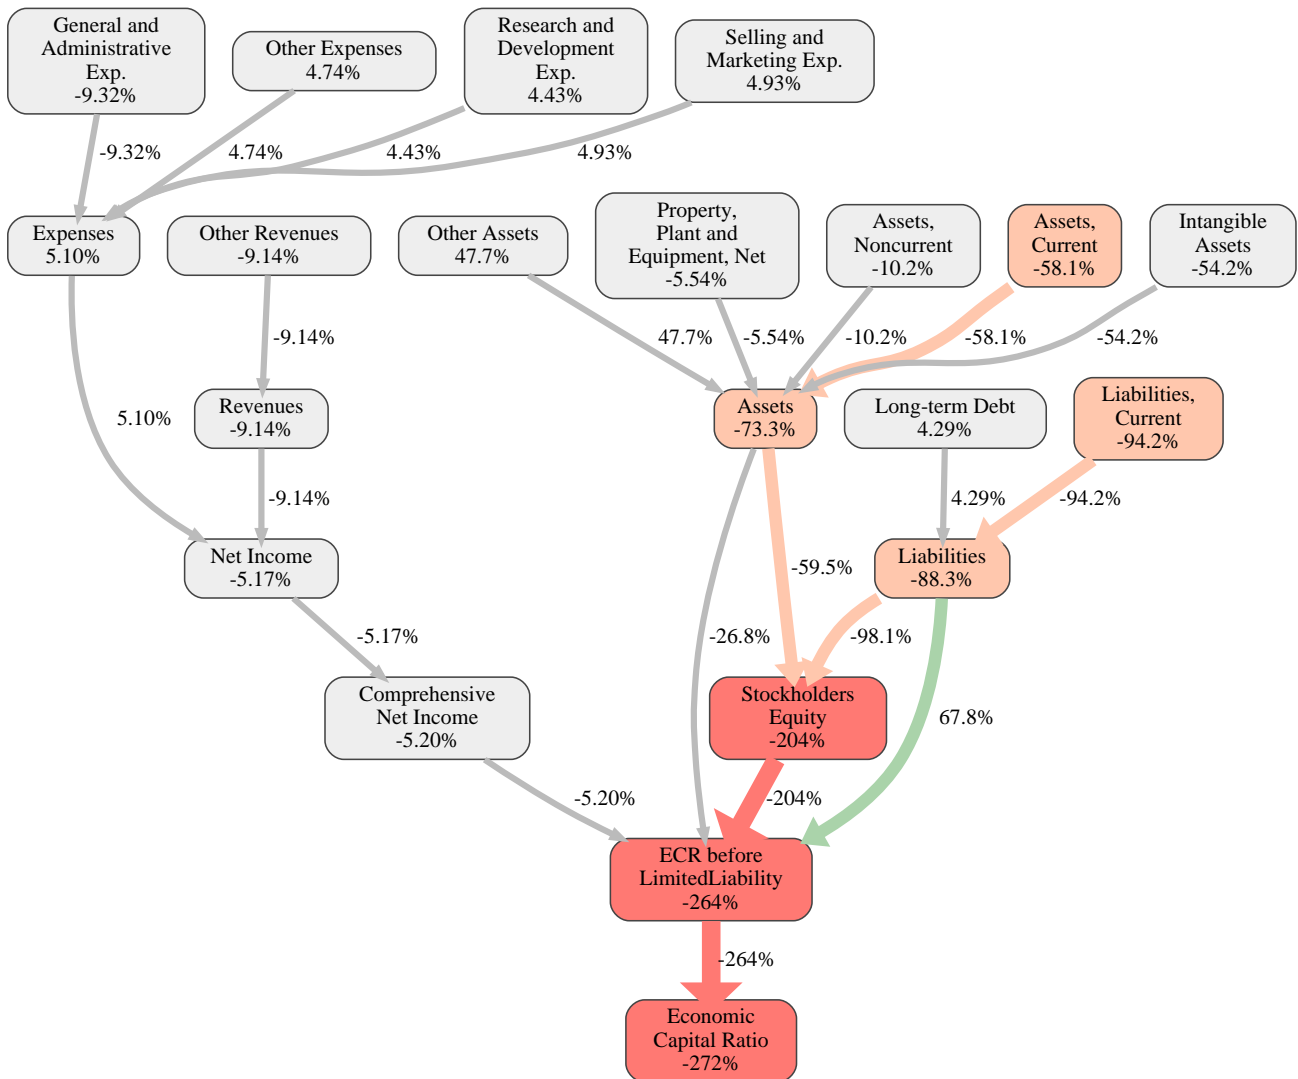 General and
Administrative
Exp.
-9.32%
Other Expenses
4.74%
Research and
Development
Exp.
4.43%
Selling and
Marketing Exp.
4.93%
-9.32%
4.74%
4.43%
4.93%
Expenses
5.10%
Other Revenues
-9.14%
Other Assets
47.7%
Property,
Plant and
Equipment, Net
-5.54%
Assets,
Noncurrent
-10.2%
Assets,
Current
-58.1%
Intangible
Assets
-54.2%
-9.14%
47.7%
-5.54%
-10.2%
-58.1%
-54.2%
5.10%
Revenues
-9.14%
Assets
-73.3%
Long-term Debt
4.29%
Liabilities,
Current
-94.2%
-9.14%
4.29%
-94.2%
Net Income
-5.17%
-59.5%
Liabilities
-88.3%
-5.17%
-26.8%
-98.1%
Comprehensive
Net Income
-5.20%
Stockholders
Equity
-204%
67.8%
-5.20%
-204%
ECR before
LimitedLiability
-264%
-264%
Economic
Capital Ratio
-272%